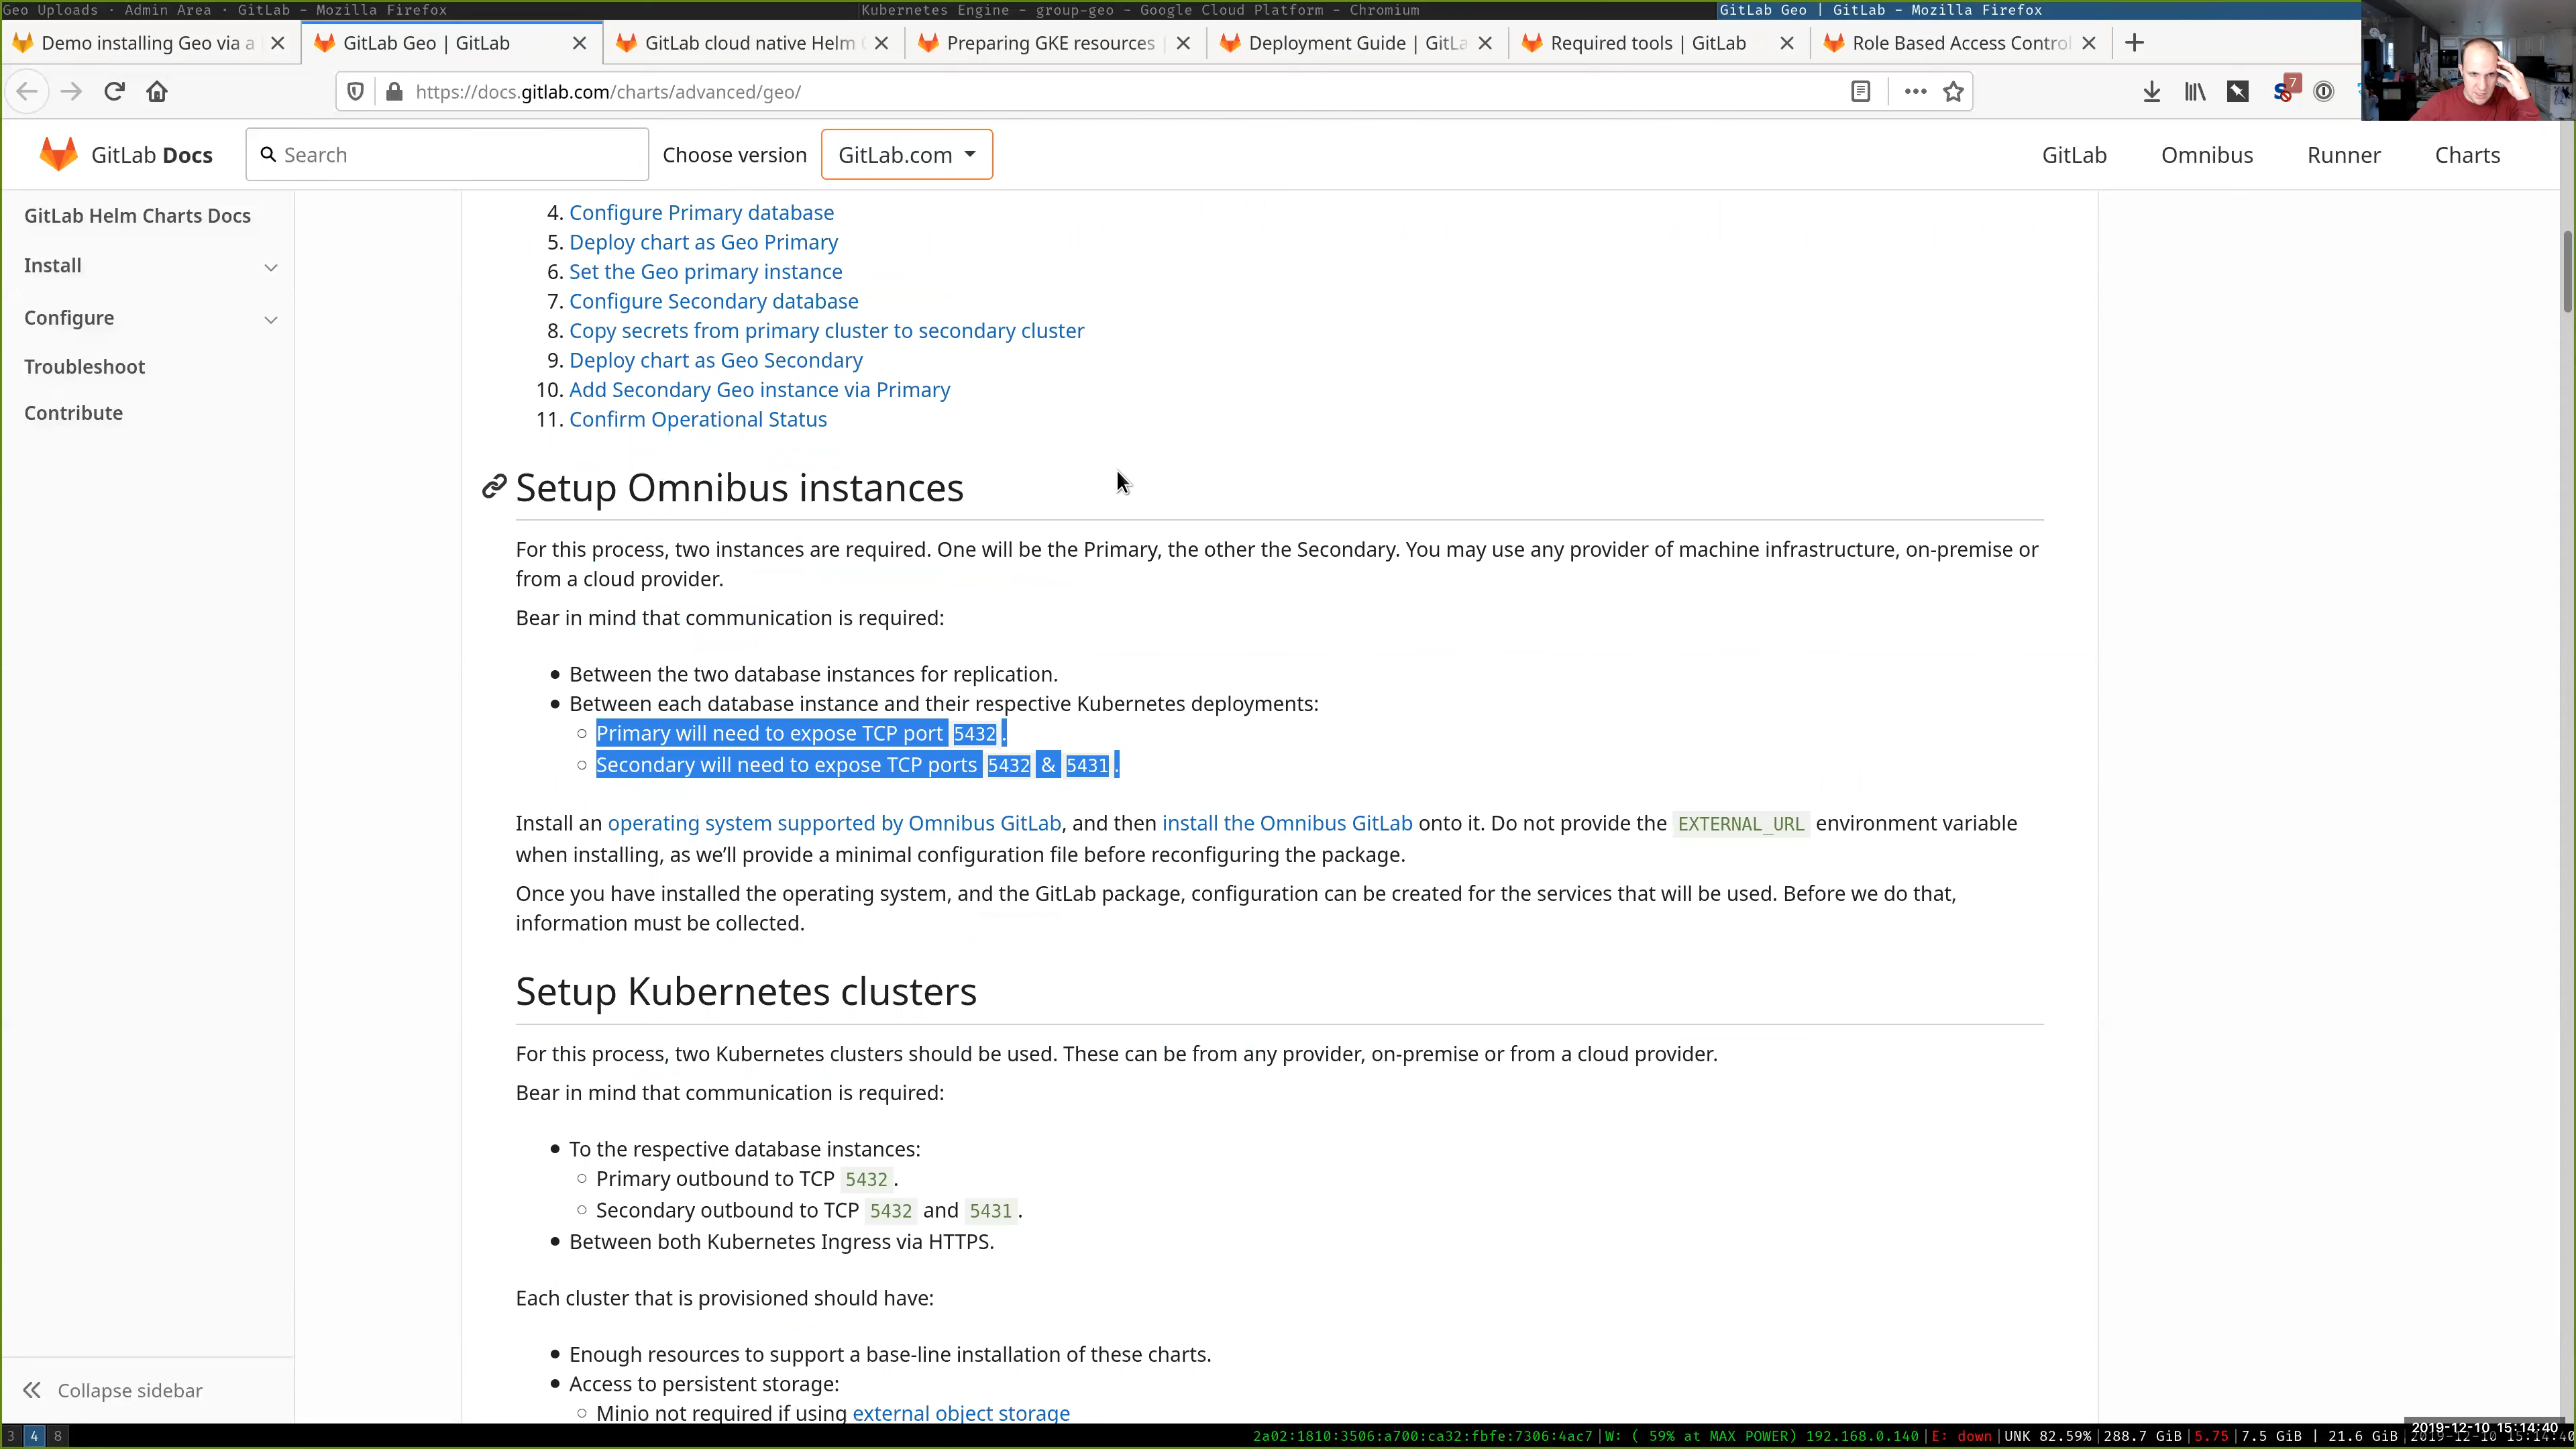 Geo Uploads · Admin Area · GitLab - Mozilla Firefox
Kubernetes Engine - group-geo - Google Cloud Platform - Chromium
GitLab Geo | GitLab - Mozilla Firefox
Demo installing Geo via a
GitLab Geo | GitLab
GitLab cloud native Helm
Preparing GKE resources
Deployment Guide | GitLa
Required tools | GitLab
Role Based Access Control
https://docs.gitlab.com/charts/advanced/geo/
7
GitLab Docs
Search
Choose version
GitLab.com
GitLab
Omnibus
Runner
Charts
GitLab Helm Charts Docs
Install
Configure
Troubleshoot
Contribute
4. Configure Primary database
5. Deploy chart as Geo Primary
6. Set the Geo primary instance
7. Configure Secondary database
8. Copy secrets from primary cluster to secondary cluster
9. Deploy chart as Geo Secondary
10. Add Secondary Geo instance via Primary
11. Confirm Operational Status
Setup Omnibus instances
For this process, two instances are required. One will be the Primary, the other the Secondary. You may use any provider of machine infrastructure, on-premise or
from a cloud provider.
Bear in mind that communication is required:
Between the two database instances for replication.
Between each database instance and their respective Kubernetes deployments:
Primary will need to expose TCP port 5432.
Secondary will need to expose TCP ports 5432 & 5431.
Install an operating system supported by Omnibus GitLab, and then install the Omnibus GitLab onto it. Do not provide the EXTERNAL_URL environment variable
when installing, as we’ll provide a minimal configuration file before reconfiguring the package.
Once you have installed the operating system, and the GitLab package, configuration can be created for the services that will be used. Before we do that,
information must be collected.
Setup Kubernetes clusters
For this process, two Kubernetes clusters should be used. These can be from any provider, on-premise or from a cloud provider.
Bear in mind that communication is required:
To the respective database instances:
Primary outbound to TCP 5432.
Secondary outbound to TCP 5432 and 5431.
Between both Kubernetes Ingress via HTTPS.
Each cluster that is provisioned should have:
Enough resources to support a base-line installation of these charts.
Access to persistent storage:
Minio not required if using external object storage
Collapse sidebar
3 4 8
2a02:1810:3506:a700:ca32:fbfe:7306:4ac7|W: ( 59% at MAX POWER) 192.168.0.140|E: down|UNK 82.59%|288.7 GiB|5.75|7.5 GiB | 21.6 GiB
2019-12-10 15:14:40